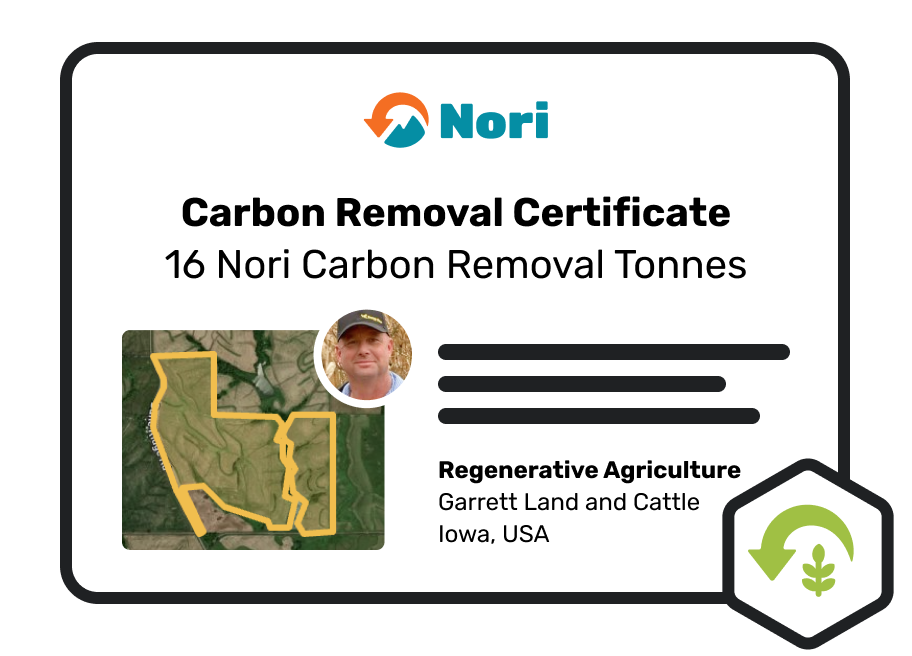 Nori
Carbon Removal Certificate
16 Nori Carbon Removal Tonnes
Regenerative Agriculture
Garrett Land and Cattle
Iowa, USA